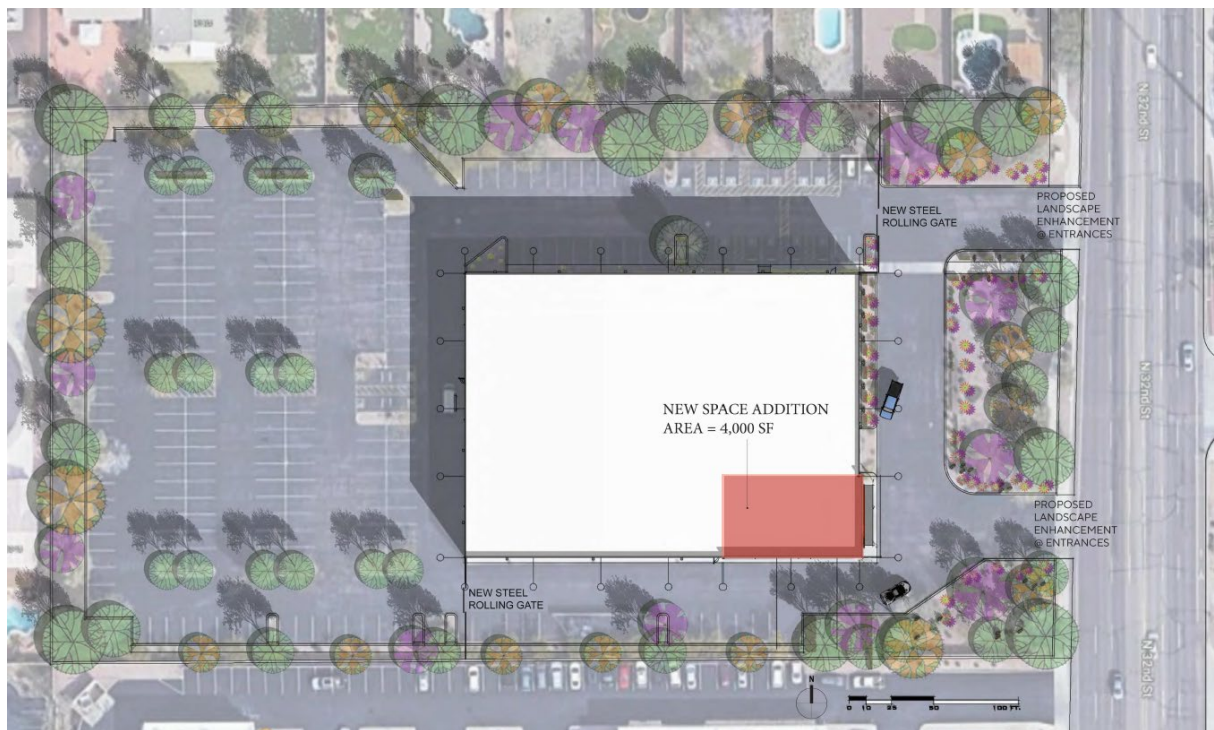 N 32nd St
NEW STEEL
ROLLING GATE
PROPOSED
LANDSCAPE
ENHANCEMENT
@ ENTRANCES
N 32nd St
NEW SPACE ADDITION
AREA = 4,000 SF
PROPOSED
LANDSCAPE
ENHANCEMENT
@ ENTRANCES
NEW STEEL
ROLLING GATE
N 32nd St
N
0 10 25 50 100 FT.